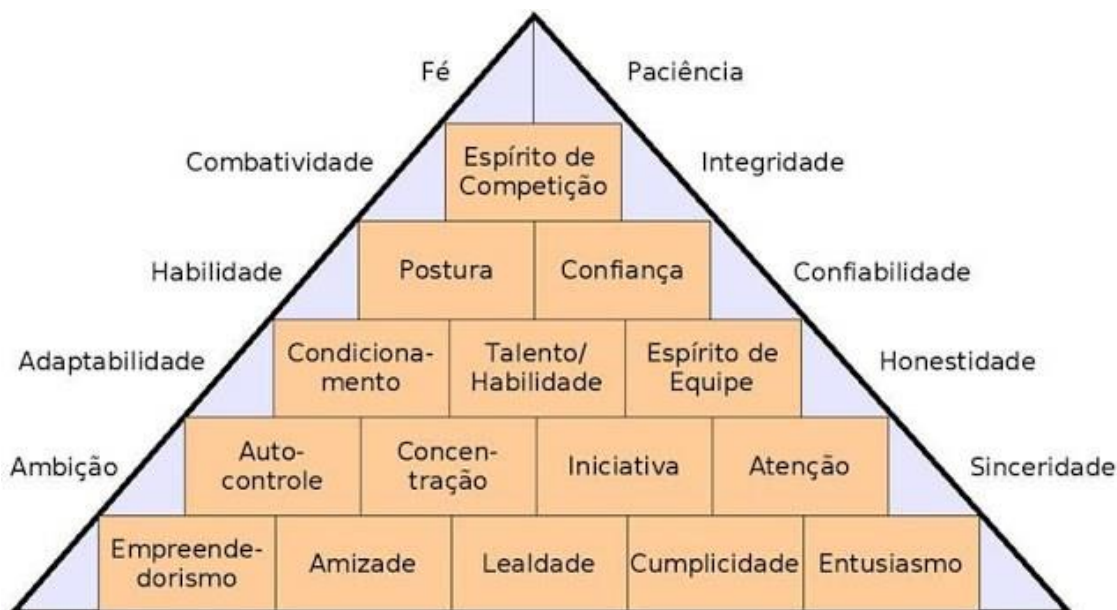 Fé
Paciência
Combatividade
Espírito de
Competição
Integridade
Habilidade
Postura
Confiança
Confiabilidade
Adaptabilidade
Condiciona-
mento
Talento/
Habilidade
Espírito de
Equipe
Honestidade
Ambição
Auto-
controle
Concen-
tração
Iniciativa
Atenção
Sinceridade
Empreende-
dorismo
Amizade
Lealdade
Cumplicidade
Entusiasmo